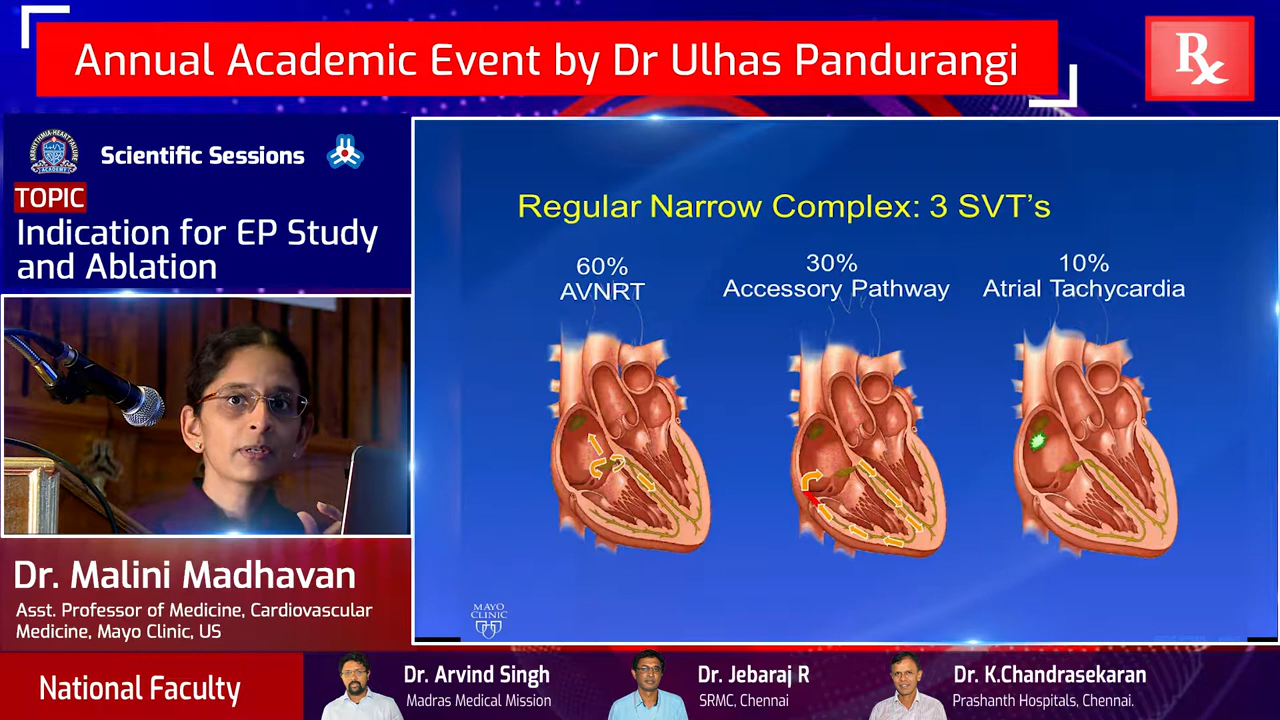 Annual Academic Event by Dr Ulhas Pandurangi
Rx
Scientific Sessions
TOPIC
Indication for EP Study
and Ablation
Regular Narrow Complex: 3 SVT's
60%
AVNRT
30%
Accessory Pathway
10%
Atrial Tachycardia
MAYO
CLINIC
Dr. Malini Madhavan
Asst. Professor of Medicine, Cardiovascular
Medicine, Mayo Clinic, US
National Faculty
Dr. Arvind Singh
Madras Medical Mission
Dr. Jebaraj R
SRMC, Chennai
Dr. K.Chandrasekaran
Prashanth Hospitals, Chennai.